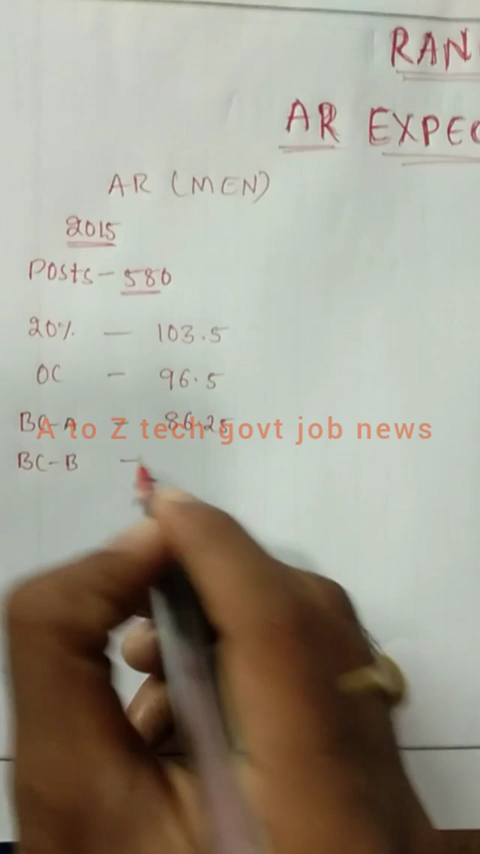 RAN
AR EXPEC
AR (MEN)
2015
Posts - 580
20% - 103.5
OC - 96.5
BC-A - 86.25
A to Z tech govt job news
BC-B -